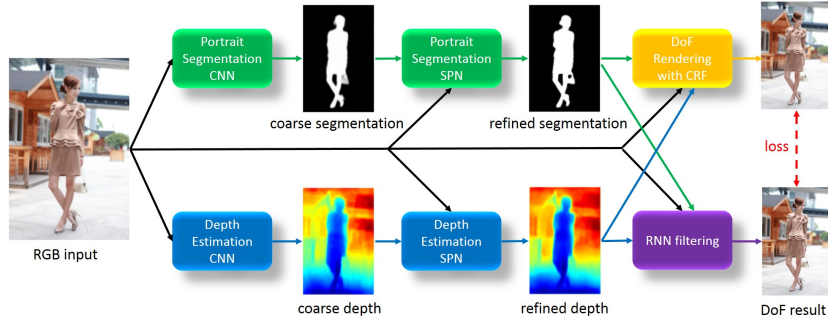 Portrait
Segmentation
CNN
Portrait
Segmentation
SPN
DoF
Rendering
with CRF
coarse segmentation
refined segmentation
loss
RGB input
Depth
Estimation
CNN
Depth
Estimation
SPN
RNN filtering
coarse depth
refined depth
DoF result